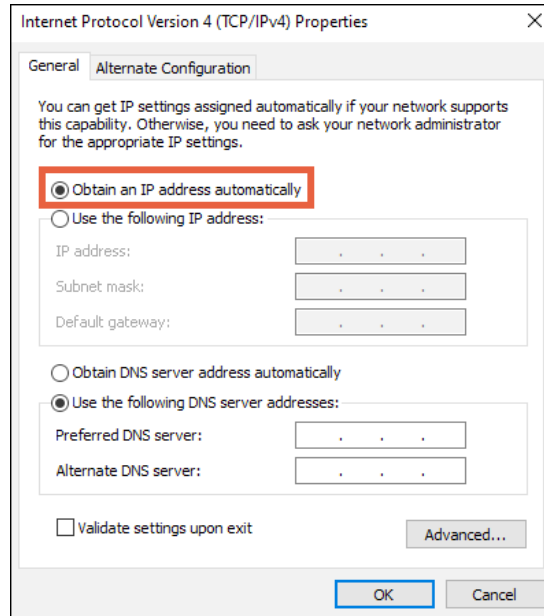 Internet Protocol Version 4 (TCP/IPv4) Properties
General
Alternate Configuration
You can get IP settings assigned automatically if your network supports
this capability. Otherwise, you need to ask your network administrator
for the appropriate IP settings.
Obtain an IP address automatically
Use the following IP address:
IP address:
Subnet mask:
Default gateway:
Obtain DNS server address automatically
Use the following DNS server addresses:
Preferred DNS server:
Alternate DNS server:
Validate settings upon exit
Advanced...
OK
Cancel